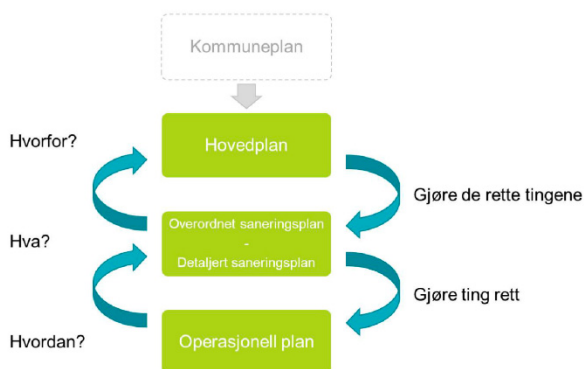 Kommuneplan
Hvorfor?
Hovedplan
Gjøre de rette tingene
Hva?
Overordnet saneringsplan
-
Detaljert saneringsplan
Gjøre ting rett
Hvordan?
Operasjonell plan